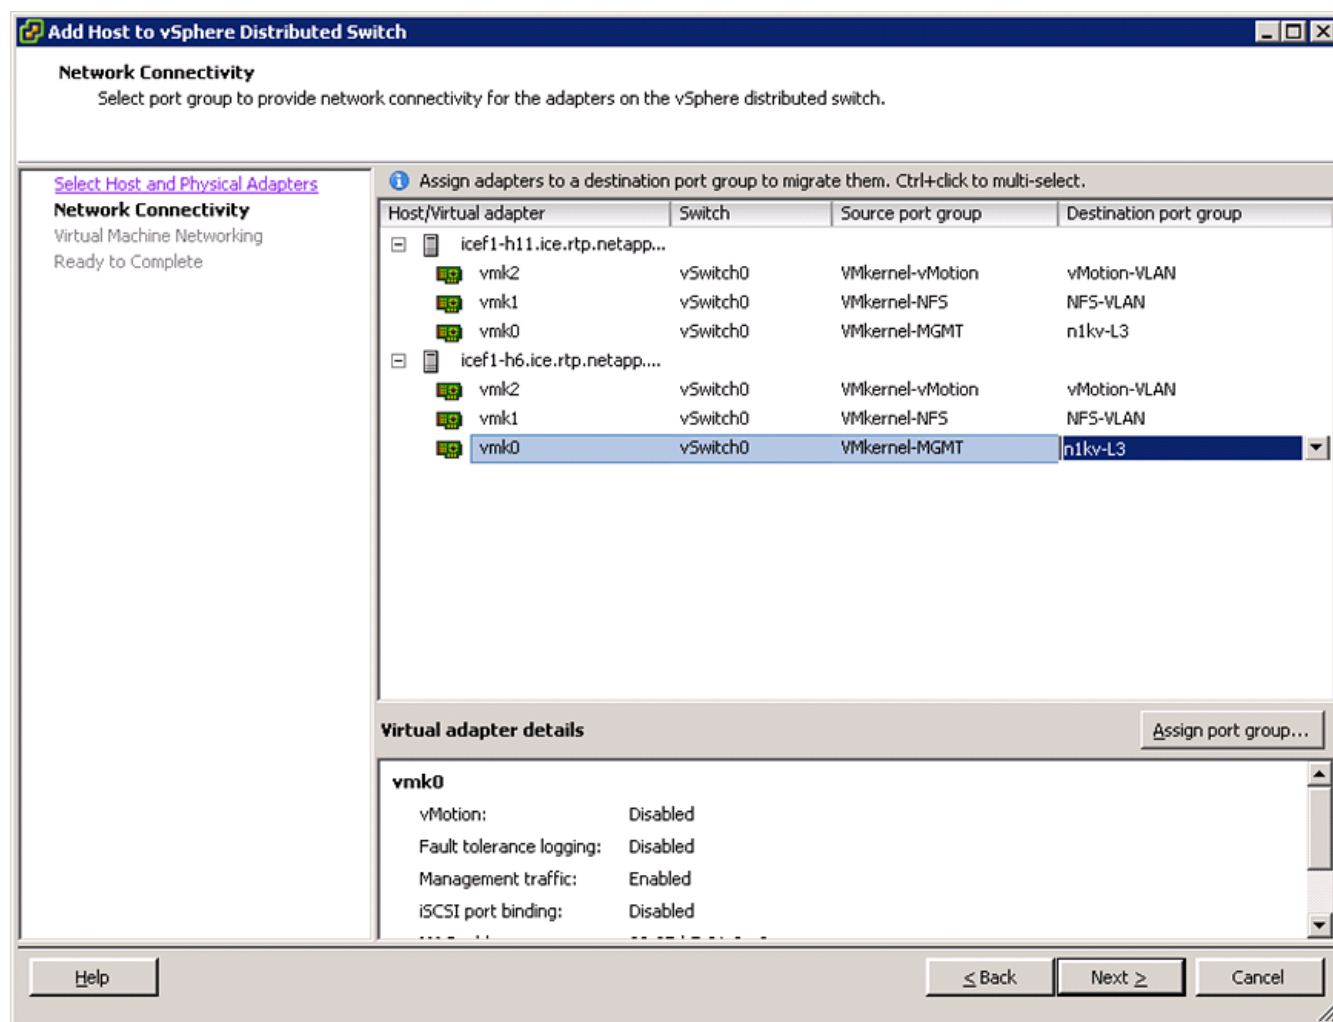 Add Host to vSphere Distributed Switch
Network Connectivity
Select port group to provide network connectivity for the adapters on the vSphere distributed switch.
Select Host and Physical Adapters
Network Connectivity
Virtual Machine Networking
Ready to Complete
Assign adapters to a destination port group to migrate them. Ctrl+click to multi-select.
Host/Virtual adapter Switch Source port group Destination port group
icef1-h11.ice.rtp.netapp...
vmk2 vSwitch0 VMkernel-vMotion vMotion-VLAN
vmk1 vSwitch0 VMkernel-NFS NFS-VLAN
vmk0 vSwitch0 VMkernel-MGMT n1kv-L3
icef1-h6.ice.rtp.netapp....
vmk2 vSwitch0 VMkernel-vMotion vMotion-VLAN
vmk1 vSwitch0 VMkernel-NFS NFS-VLAN
vmk0 vSwitch0 VMkernel-MGMT n1kv-L3
Virtual adapter details
Assign port group...
vmk0
vMotion: Disabled
Fault tolerance logging: Disabled
Management traffic: Enabled
iSCSI port binding: Disabled
Help
≤ Back
Next ≥
Cancel